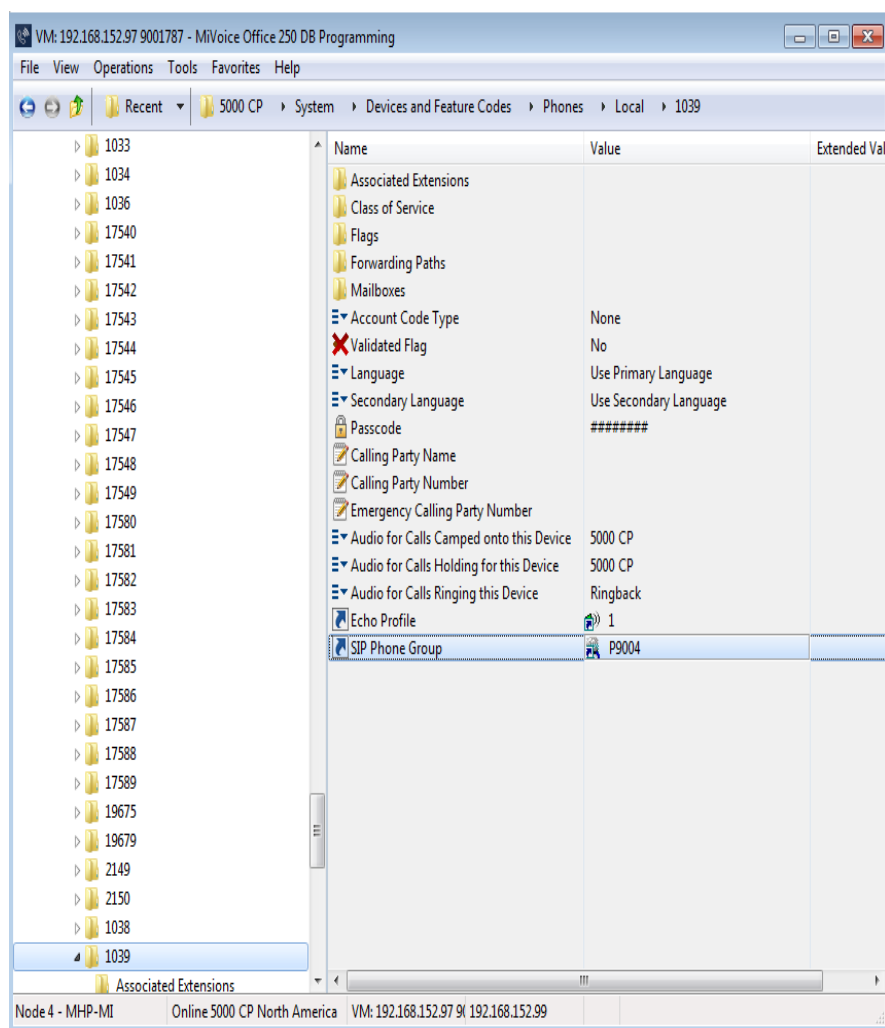 VM: 192.168.152.97 9001787 - MiVoice Office 250 DB Programming
File View Operations Tools Favorites Help
Recent 5000 CP System Devices and Feature Codes Phones Local 1039
1033
1034
1036
17540
17541
17542
17543
17544
17545
17546
17547
17548
17549
17580
17581
17582
17583
17584
17585
17586
17587
17588
17589
19675
19679
2149
2150
1038
1039
Associated Extensions
Name Value Extended Val
Associated Extensions
Class of Service
Flags
Forwarding Paths
Mailboxes
Account Code Type None
Validated Flag No
Language Use Primary Language
Secondary Language Use Secondary Language
Passcode ########
Calling Party Name
Calling Party Number
Emergency Calling Party Number
Audio for Calls Camped onto this Device 5000 CP
Audio for Calls Holding for this Device 5000 CP
Audio for Calls Ringing this Device Ringback
Echo Profile 1
SIP Phone Group P9004
Node 4 - MHP-MI Online 5000 CP North America VM: 192.168.152.97 9( 192.168.152.99